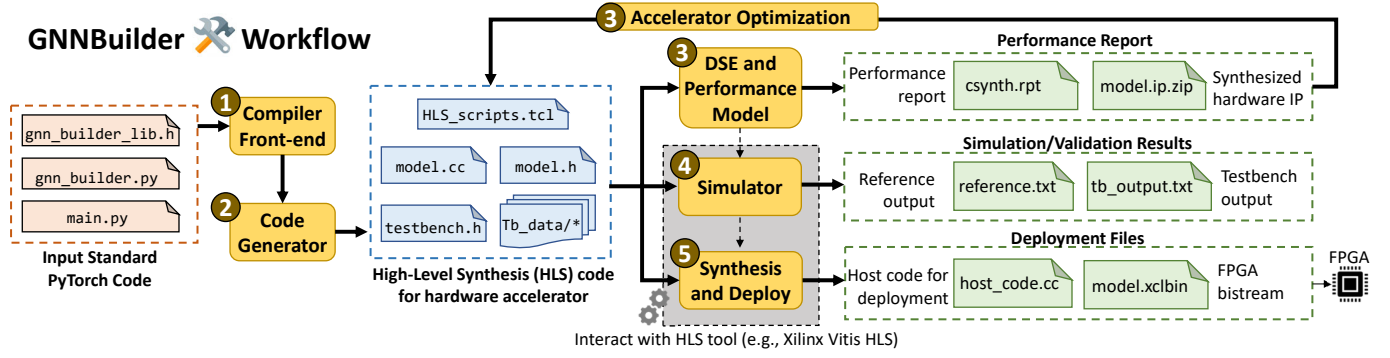 GNNBuilder Workflow
3 Accelerator Optimization
gnn_builder_lib.h
gnn_builder.py
main.py
Input Standard
PyTorch Code
1
Compiler
Front-end
2
Code
Generator
HLS_scripts.tcl
model.cc
model.h
testbench.h
Tb_data/*
High-Level Synthesis (HLS) code
for hardware accelerator
3
DSE and
Performance
Model
4
Simulator
5
Synthesis
and Deploy
Interact with HLS tool (e.g., Xilinx Vitis HLS)
Performance Report
Performance
report
csynth.rpt
model.ip.zip
Synthesized
hardware IP
Simulation/Validation Results
Reference
output
reference.txt
tb_output.txt
Testbench
output
Deployment Files
Host code for
deployment
host_code.cc
model.xclbin
FPGA
bistream
FPGA